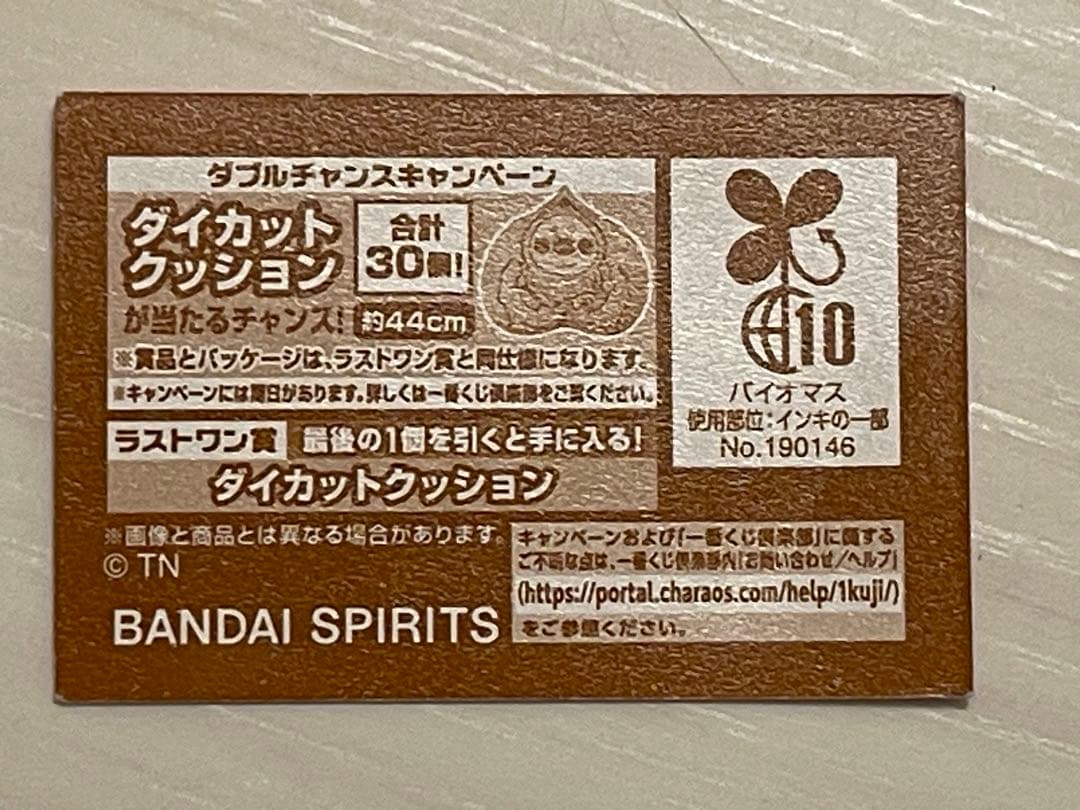 ダブルチャンスキャンペーン
ダイカット
クッション
合計
30個!
が当たるチャンス!
約44cm
※賞品とパッケージは、ラストワン賞と同仕様になります。
※キャンペーンには期日があります。詳しくは一番くじ倶楽部をご覧ください。
ラストワン賞 最後の1個を引くと手に入る!
ダイカットクッション
10
バイオマス
使用部位:インキの一部
No.190146
※画像と商品とは異なる場合があります。
© TN
BANDAI SPIRITS
キャンペーンおよび「一番くじ倶楽部」に関する
ご不明な点は、一番くじ倶楽部内「お問い合わせ/ヘルプ」
(https://portal.charaos.com/help/1kuji/)
をご参照ください。